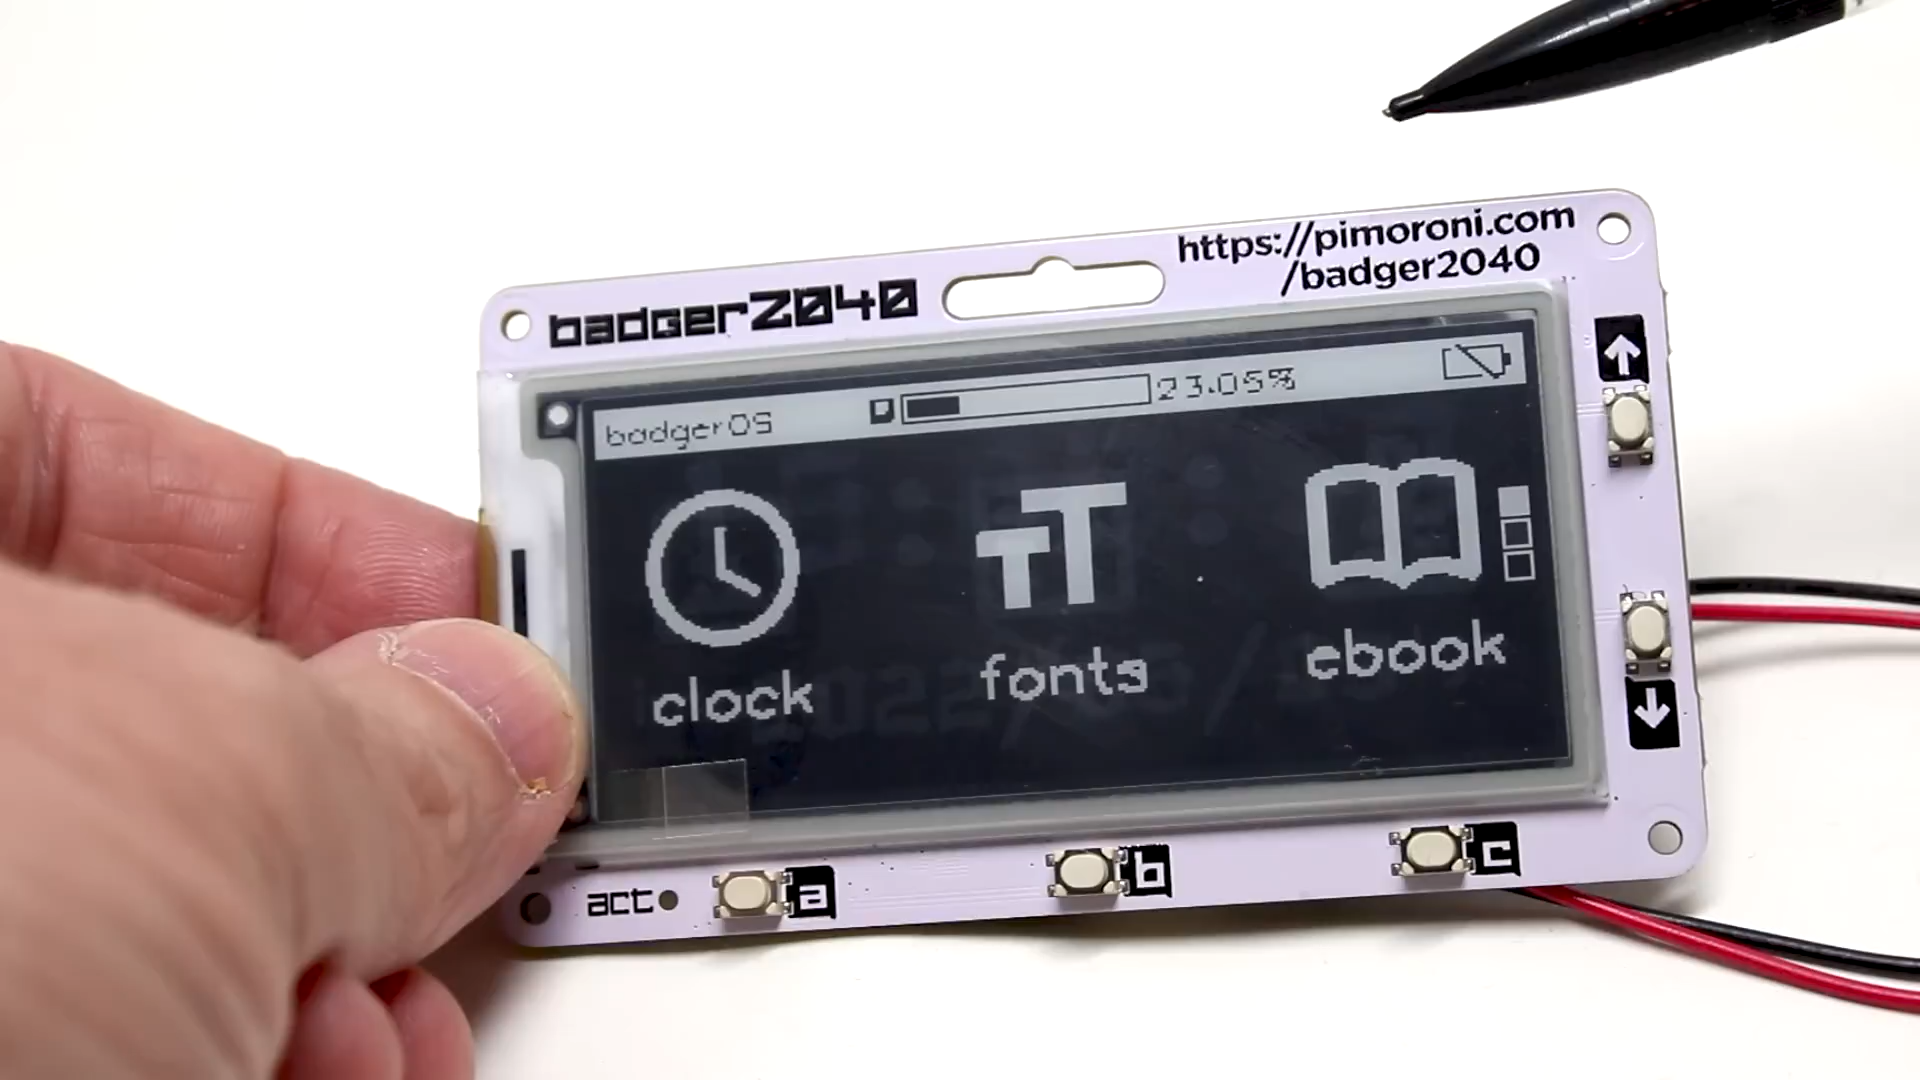 https://pimoroni.com
/badger2040
badger2040
badgerOS 23.05%
clock fonts ebook
act a b c